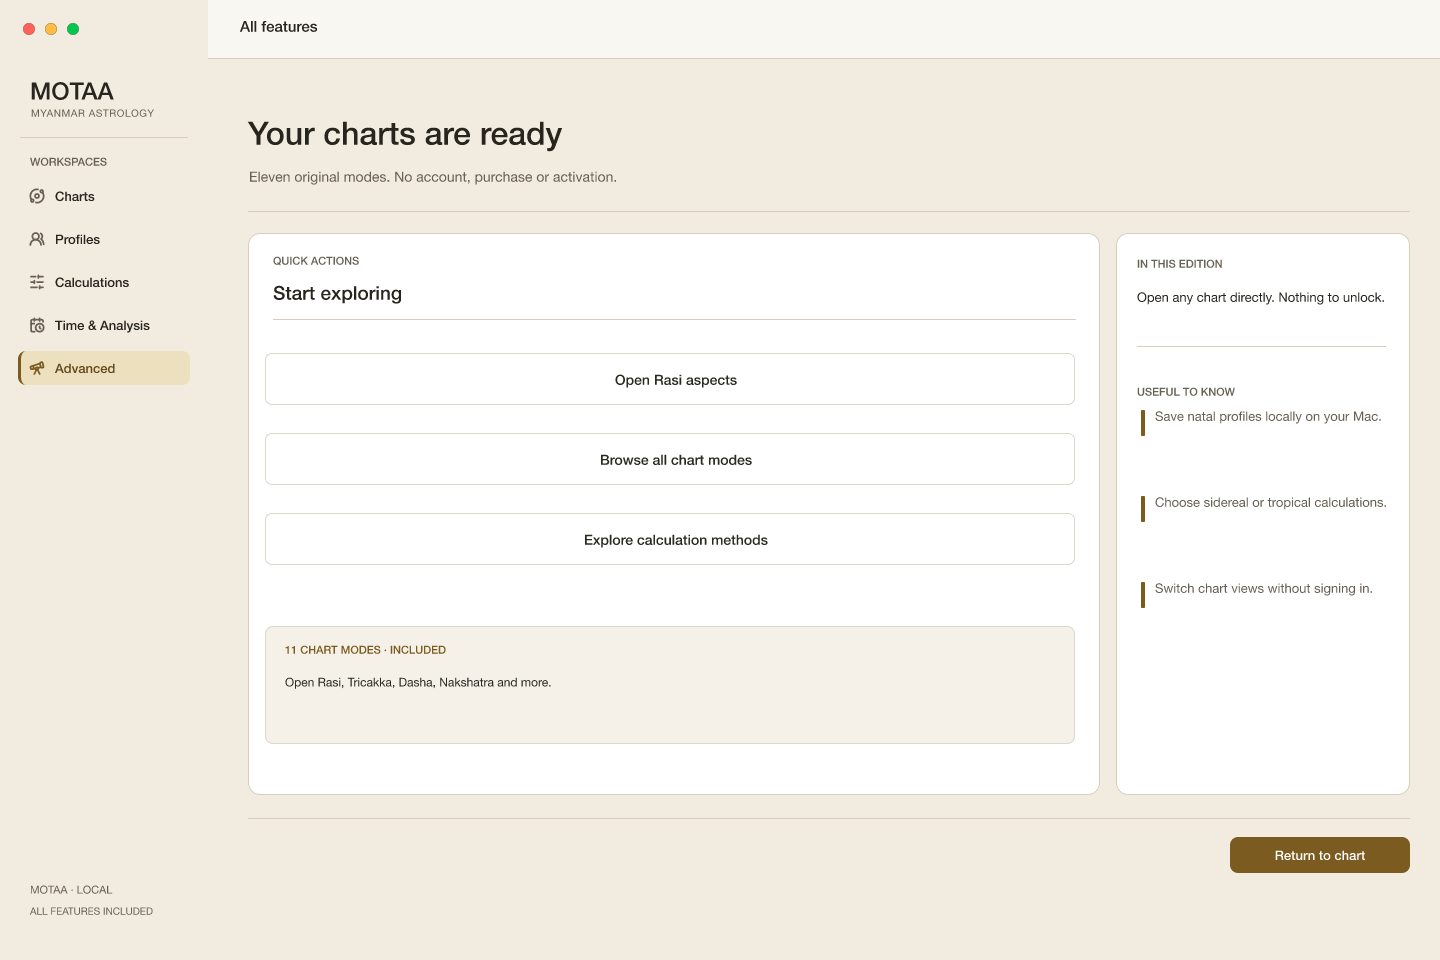 All features
MOTAA
MYANMAR ASTROLOGY
WORKSPACES
Charts
Profiles
Calculations
Time & Analysis
Advanced
MOTAA · LOCAL
ALL FEATURES INCLUDED
Your charts are ready
Eleven original modes. No account, purchase or activation.
QUICK ACTIONS
Start exploring
Open Rasi aspects
Browse all chart modes
Explore calculation methods
11 CHART MODES · INCLUDED
Open Rasi, Tricakka, Dasha, Nakshatra and more.
IN THIS EDITION
Open any chart directly. Nothing to unlock.
USEFUL TO KNOW
Save natal profiles locally on your Mac.
Choose sidereal or tropical calculations.
Switch chart views without signing in.
Return to chart